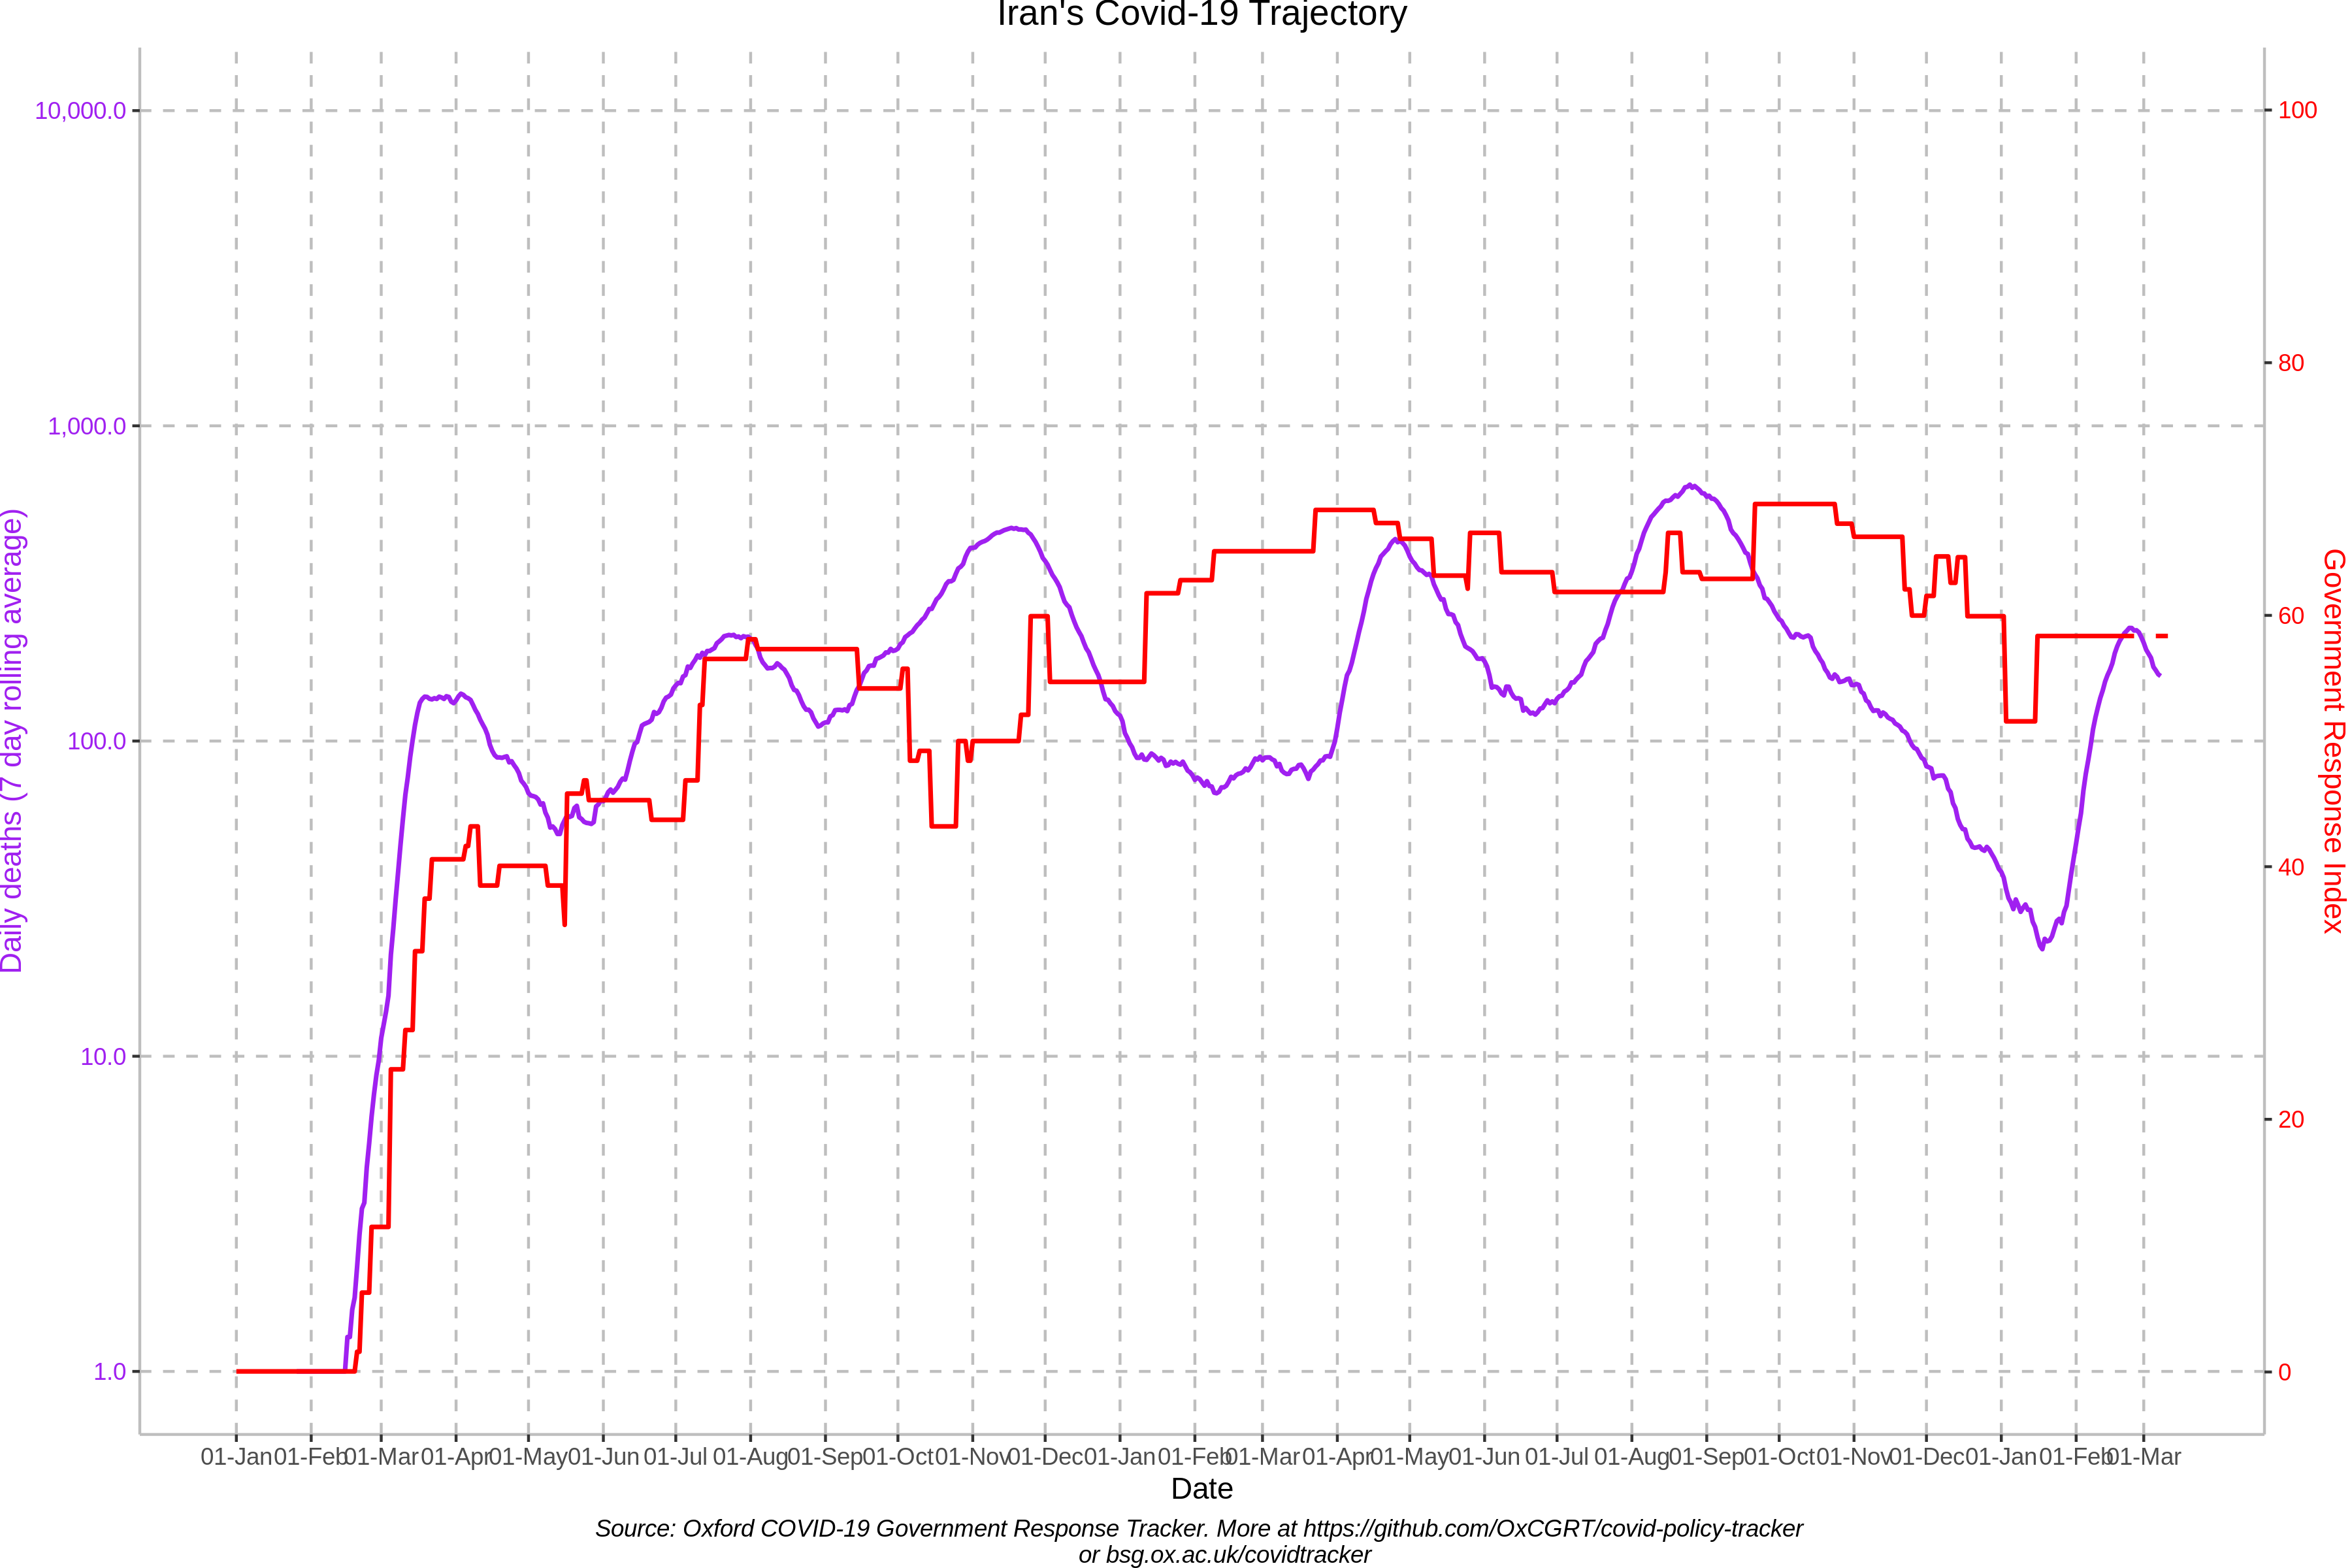 Iran's Covid-19 Trajectory
10,000.0
1,000.0
100.0
10.0
1.0
Daily deaths (7 day rolling average)
100
80
60
40
20
0
Government Response Index
01-Jan 01-Feb 01-Mar 01-Apr 01-May 01-Jun 01-Jul 01-Aug 01-Sep 01-Oct 01-Nov 01-Dec 01-Jan 01-Feb 01-Mar 01-Apr 01-May 01-Jun 01-Jul 01-Aug 01-Sep 01-Oct 01-Nov 01-Dec 01-Jan 01-Feb 01-Mar
Date
Source: Oxford COVID-19 Government Response Tracker. More at https://github.com/OxCGRT/covid-policy-tracker
or bsg.ox.ac.uk/covidtracker